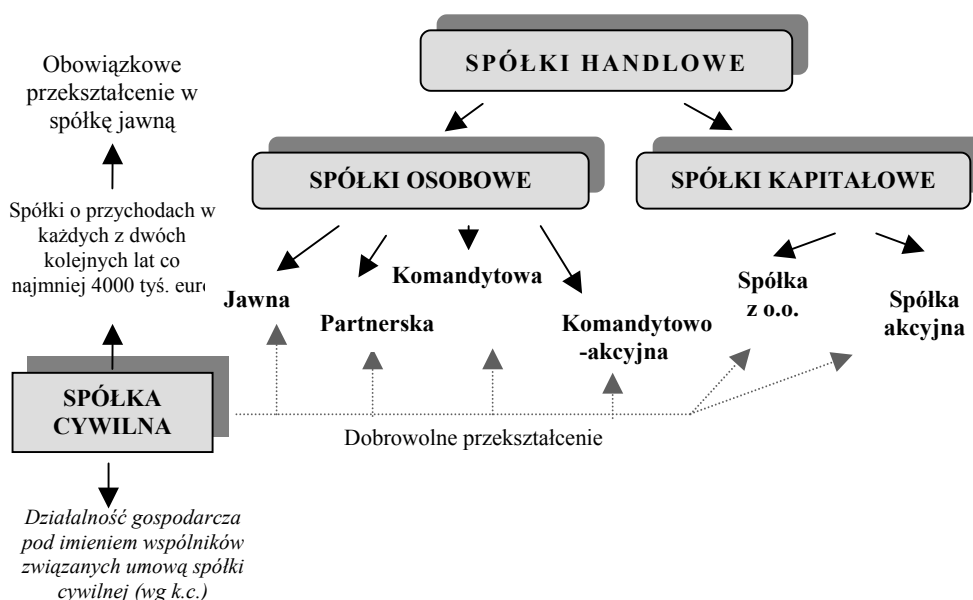 SPÓŁKI HANDLOWE
Obowiązkowe
przekształcenie w
spółkę jawną
SPÓŁKI OSOBOWE
SPÓŁKI KAPITAŁOWE
Spółki o przychodach w
każdych z dwóch
kolejnych lat co
najmniej 4000 tyś. euro
Jawna
Partnerska
Komandytowa
Komandytowo
-akcyjna
Spółka
z o.o.
Spółka
akcyjna
SPÓŁKA
CYWILNA
Dobrowolne przekształcenie
Działalność gospodarcza
pod imieniem wspólników
związanych umową spółki
cywilnej (wg k.c.)